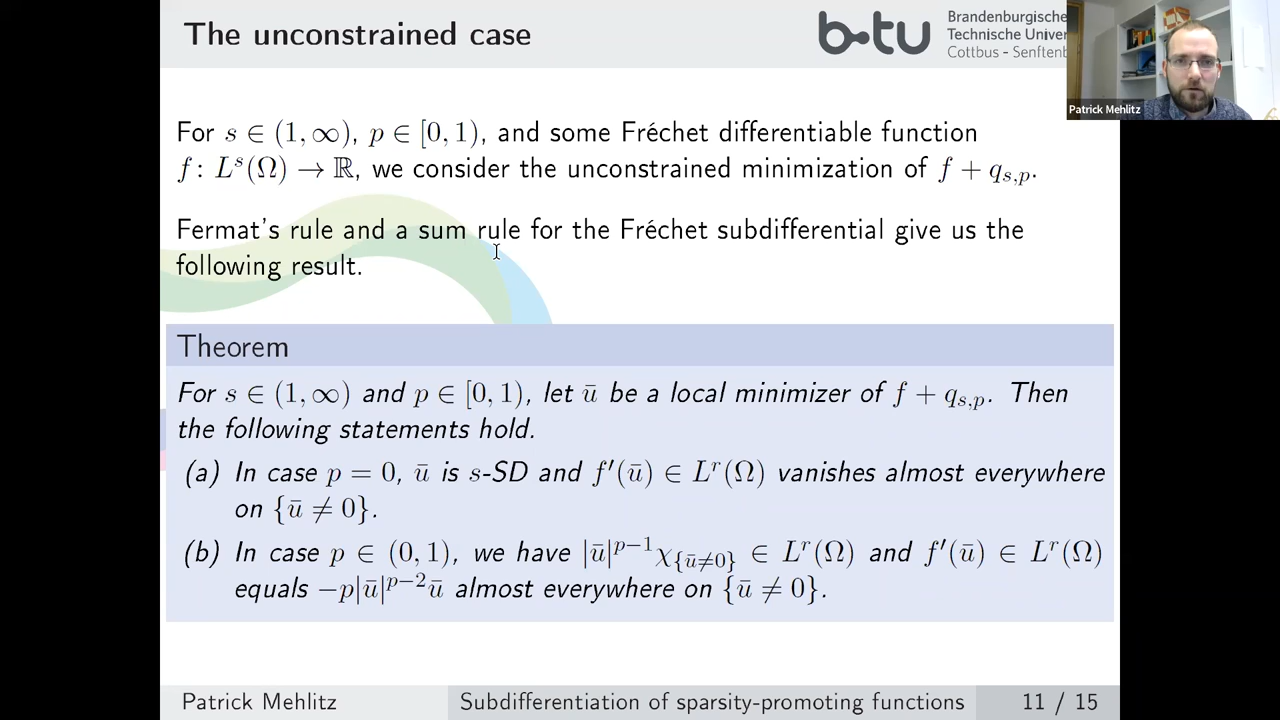 The unconstrained case
b-tu
Brandenburgische
Technische Univer
Cottbus - Senftenb
Patrick Mehlitz
For s ∈ (1, ∞), p ∈ [0, 1), and some Fréchet differentiable function
f : Lˢ(Ω) → ℝ, we consider the unconstrained minimization of f + q_{s,p}.
Fermat's rule and a sum rule for the Fréchet subdifferential give us the
following result.
Theorem
For s ∈ (1, ∞) and p ∈ [0, 1), let ū be a local minimizer of f + q_{s,p}. Then
the following statements hold.
(a) In case p = 0, ū is s-SD and f′(ū) ∈ Lʳ(Ω) vanishes almost everywhere
on {ū ≠ 0}.
(b) In case p ∈ (0, 1), we have |ū|^{p−1}χ_{{ū≠0}} ∈ Lʳ(Ω) and f′(ū) ∈ Lʳ(Ω)
equals −p|ū|^{p−2}ū almost everywhere on {ū ≠ 0}.
Patrick Mehlitz
Subdifferentiation of sparsity-promoting functions
11 / 15